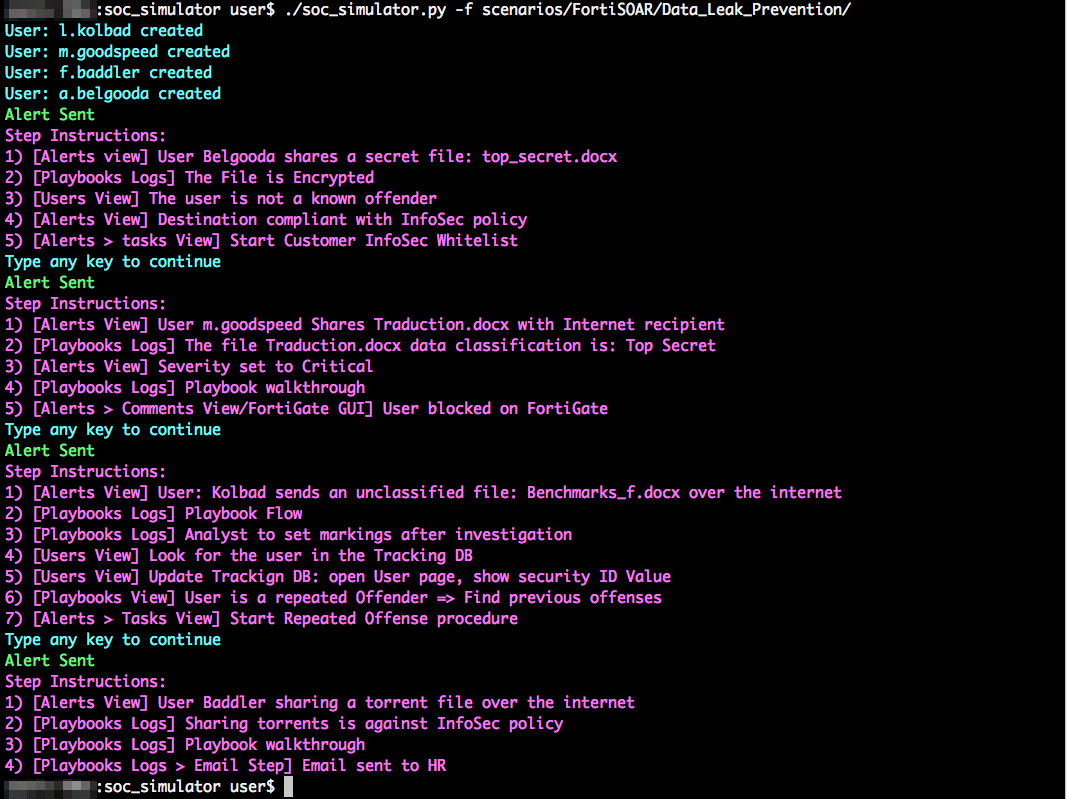 :soc_simulator user$ ./soc_simulator.py -f scenarios/FortiSOAR/Data_Leak_Prevention/
User: l.kolbad created
User: m.goodspeed created
User: f.baddler created
User: a.belgooda created
Alert Sent
Step Instructions:
1) [Alerts view] User Belgooda shares a secret file: top_secret.docx
2) [Playbooks Logs] The File is Encrypted
3) [Users View] The user is not a known offender
4) [Alerts View] Destination compliant with InfoSec policy
5) [Alerts > tasks View] Start Customer InfoSec Whitelist
Type any key to continue
Alert Sent
Step Instructions:
1) [Alerts View] User m.goodspeed Shares Traduction.docx with Internet recipient
2) [Playbooks Logs] The file Traduction.docx data classification is: Top Secret
3) [Alerts View] Severity set to Critical
4) [Playbooks Logs] Playbook walkthrough
5) [Alerts > Comments View/FortiGate GUI] User blocked on FortiGate
Type any key to continue
Alert Sent
Step Instructions:
1) [Alerts View] User: Kolbad sends an unclassified file: Benchmarks_f.docx over the internet
2) [Playbooks Logs] Playbook Flow
3) [Playbooks Logs] Analyst to set markings after investigation
4) [Users View] Look for the user in the Tracking DB
5) [Users View] Update Trackign DB: open User page, show security ID Value
6) [Playbooks View] User is a repeated Offender => Find previous offenses
7) [Alerts > Tasks View] Start Repeated Offense procedure
Type any key to continue
Alert Sent
Step Instructions:
1) [Alerts View] User Baddler sharing a torrent file over the internet
2) [Playbooks Logs] Sharing torrents is against InfoSec policy
3) [Playbooks Logs] Playbook walkthrough
4) [Playbooks Logs > Email Step] Email sent to HR
:soc_simulator user$